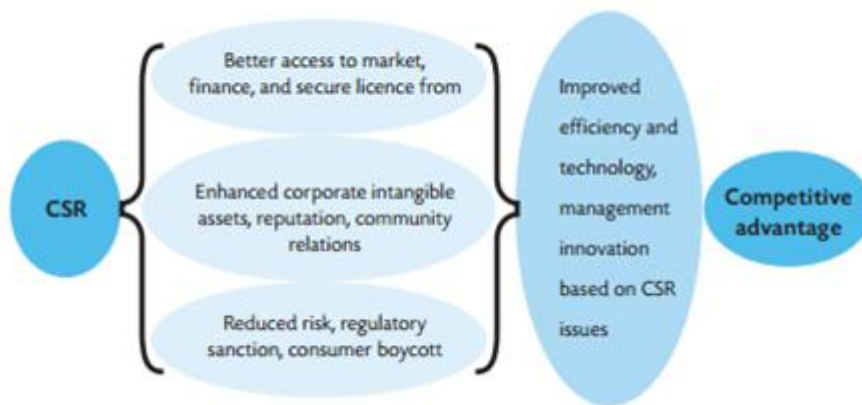 CSR
Better access to market,
finance, and secure licence from
Enhanced corporate intangible
assets, reputation, community
relations
Reduced risk, regulatory
sanction, consumer boycott
Improved
efficiency and
technology,
management
innovation
based on CSR
issues
Competitive
advantage